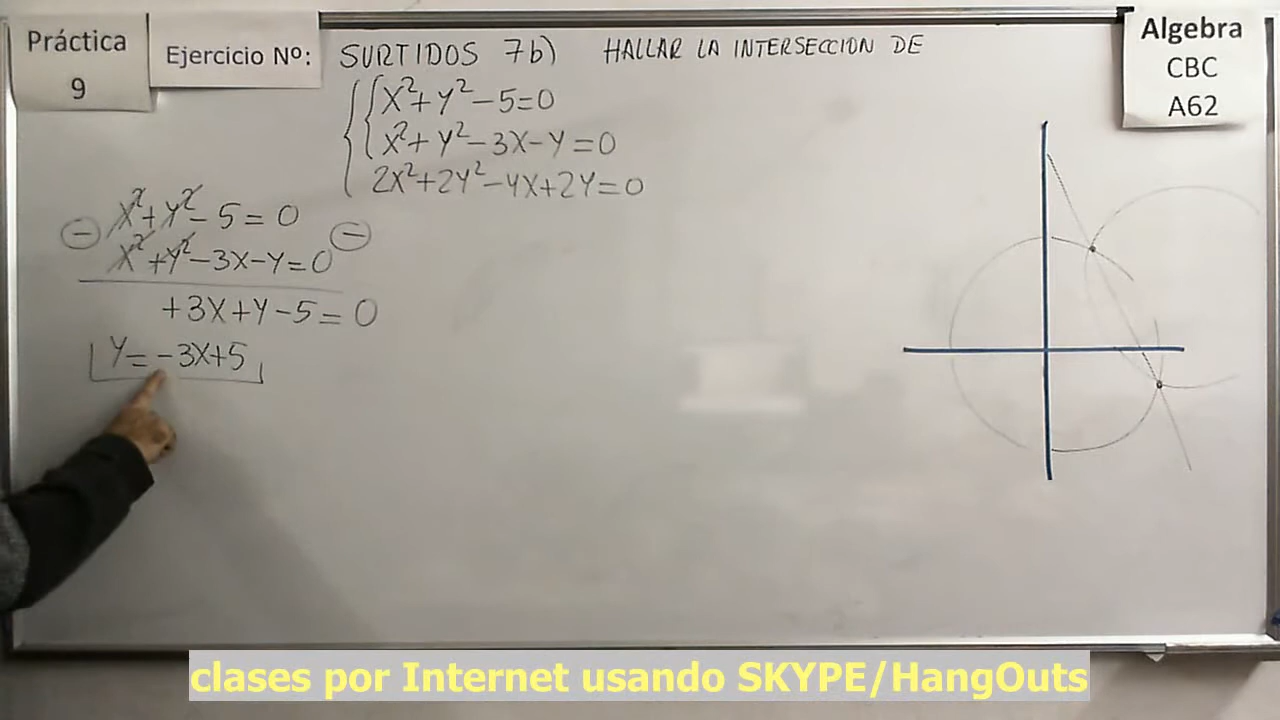 Práctica
9
Ejercicio Nº:
SURTIDOS 7b) HALLAR LA INTERSECCION DE
Algebra
CBC
A62
X²+Y²-5=0
X²+Y²-3X-Y=0
2X²+2Y²-4X+2Y=0
X²+Y²-5=0
X²+Y²-3X-Y=0
+3X+Y-5=0
Y=-3X+5
clases por Internet usando SKYPE/HangOuts